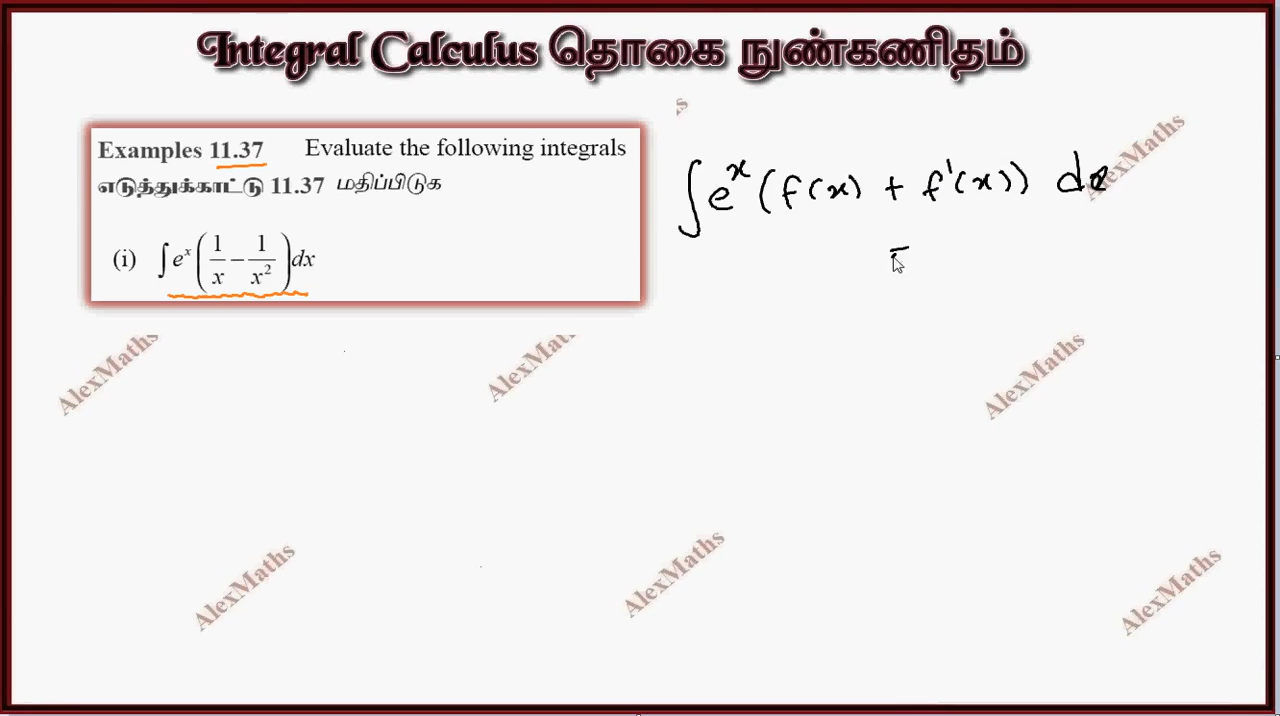 Integral Calculus தொகை நுண்கணிதம்
Examples 11.37 Evaluate the following integrals
எடுத்துக்காட்டு 11.37 மதிப்பிடுக
(i) ∫ eˣ (1/x − 1/x²) dx
∫ eˣ (f(x) + f'(x)) dx
=
s
AlexMaths
AlexMaths
AlexMaths
AlexMaths
AlexMaths
AlexMaths
AlexMaths